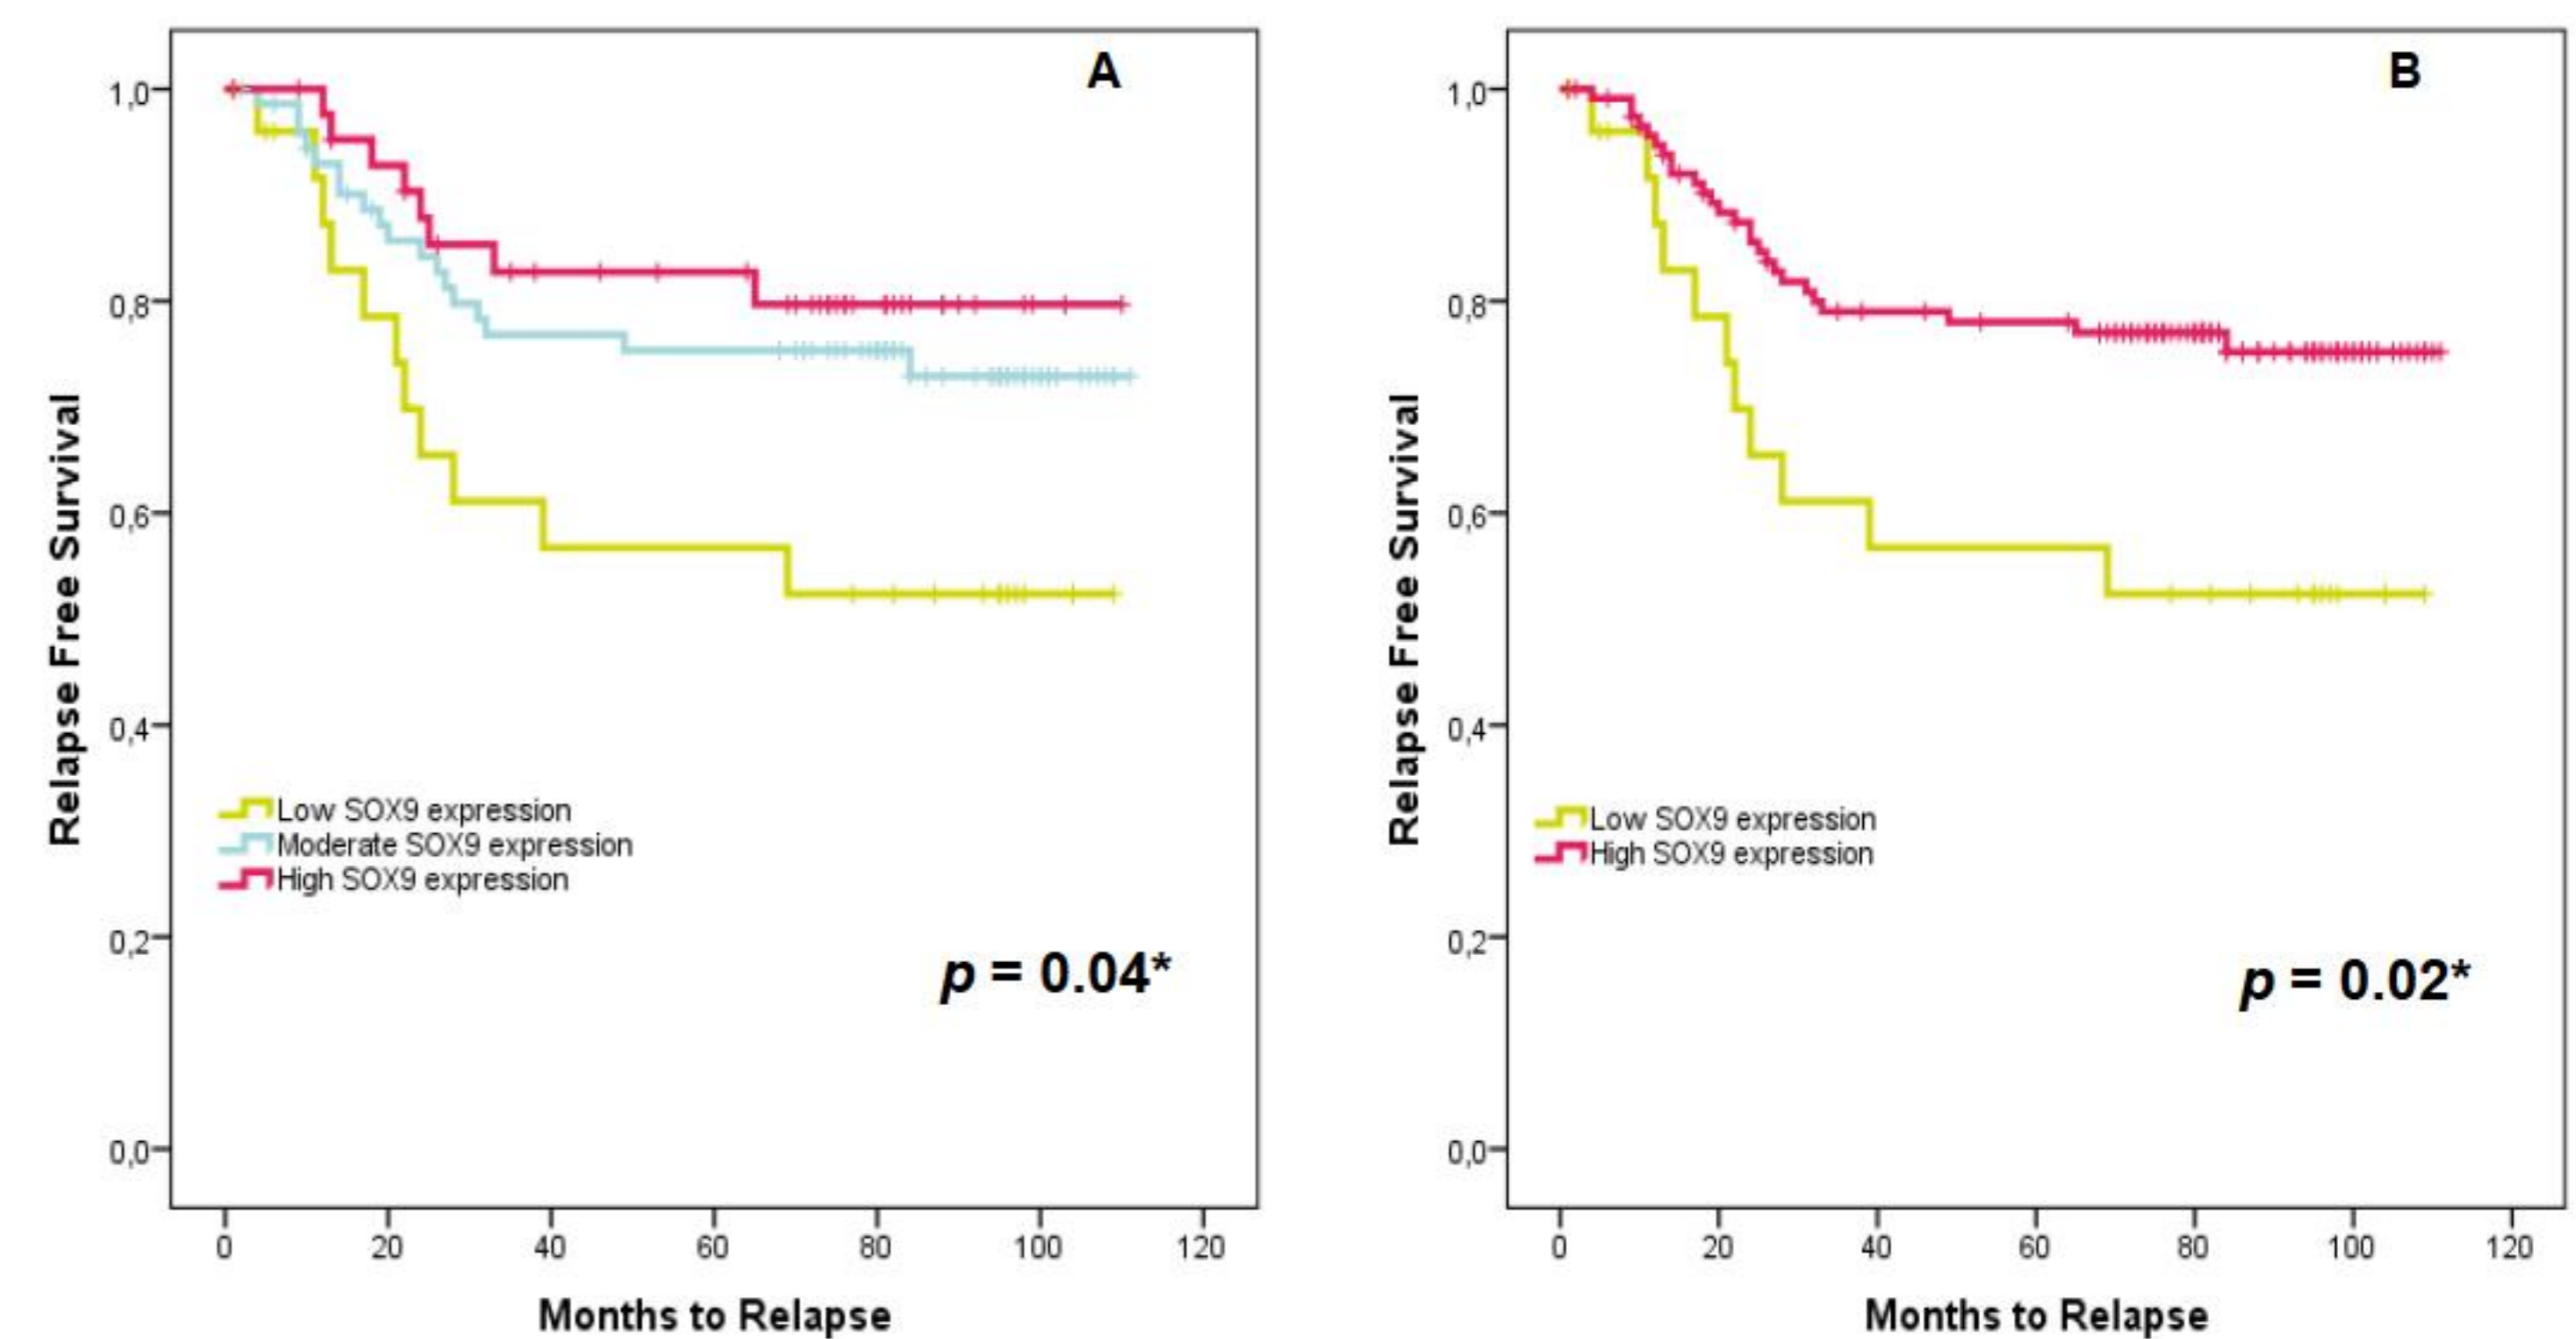 A
1,0
0,8
0,6
0,4
0,2
0,0
Relapse Free Survival
Low SOX9 expression
Moderate SOX9 expression
High SOX9 expression
p = 0.04*
0 20 40 60 80 100 120
Months to Relapse
B
1,0
0,8
0,6
0,4
0,2
0,0
Relapse Free Survival
Low SOX9 expression
High SOX9 expression
p = 0.02*
0 20 40 60 80 100 120
Months to Relapse